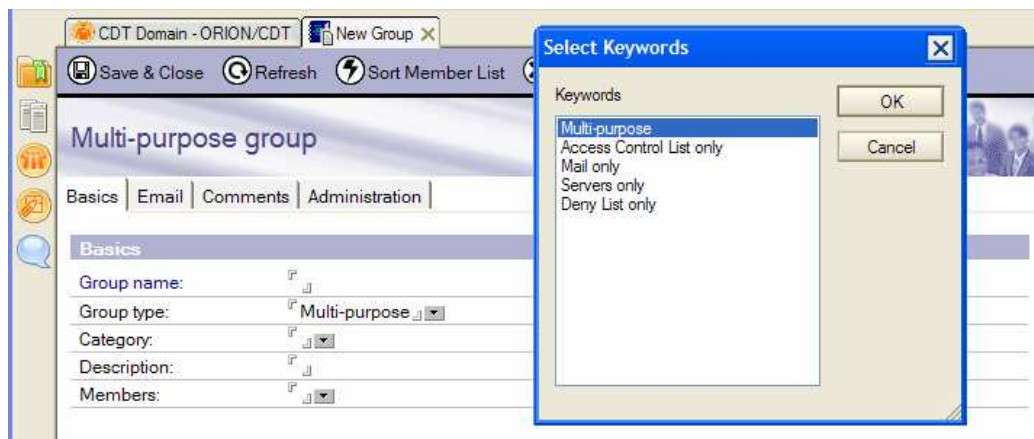 CDT Domain - ORION/CDT New Group
Save & Close Refresh Sort Member List
Multi-purpose group
Basics Email Comments Administration
Basics
Group name:
Group type: Multi-purpose
Category:
Description:
Members:
Select Keywords
Keywords
Multi-purpose
Access Control List only
Mail only
Servers only
Deny List only
OK
Cancel